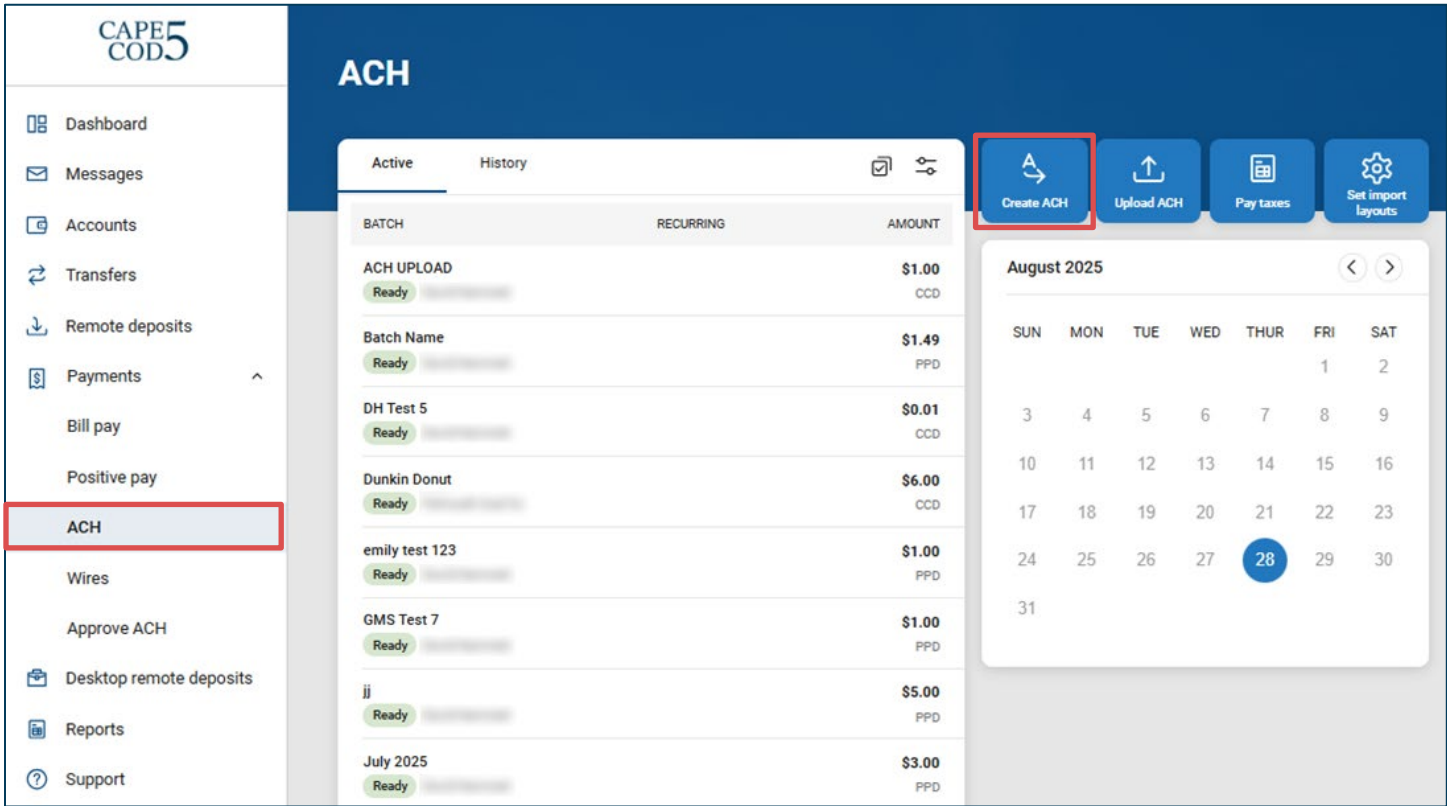 CAPE 5
COD
Dashboard
Messages
Accounts
Transfers
Remote deposits
Payments
Bill pay
Positive pay
ACH
Wires
Approve ACH
Desktop remote deposits
Reports
Support
ACH
Active History
BATCH RECURRING AMOUNT
ACH UPLOAD $1.00
Ready CCD
Batch Name $1.49
Ready PPD
DH Test 5 $0.01
Ready CCD
Dunkin Donut $6.00
Ready CCD
emily test 123 $1.00
Ready PPD
GMS Test 7 $1.00
Ready PPD
jj $5.00
Ready PPD
July 2025 $3.00
Ready PPD
Create ACH
Upload ACH
Pay taxes
Set import
layouts
August 2025
SUN MON TUE WED THUR FRI SAT
1 2
3 4 5 6 7 8 9
10 11 12 13 14 15 16
17 18 19 20 21 22 23
24 25 26 27 28 29 30
31